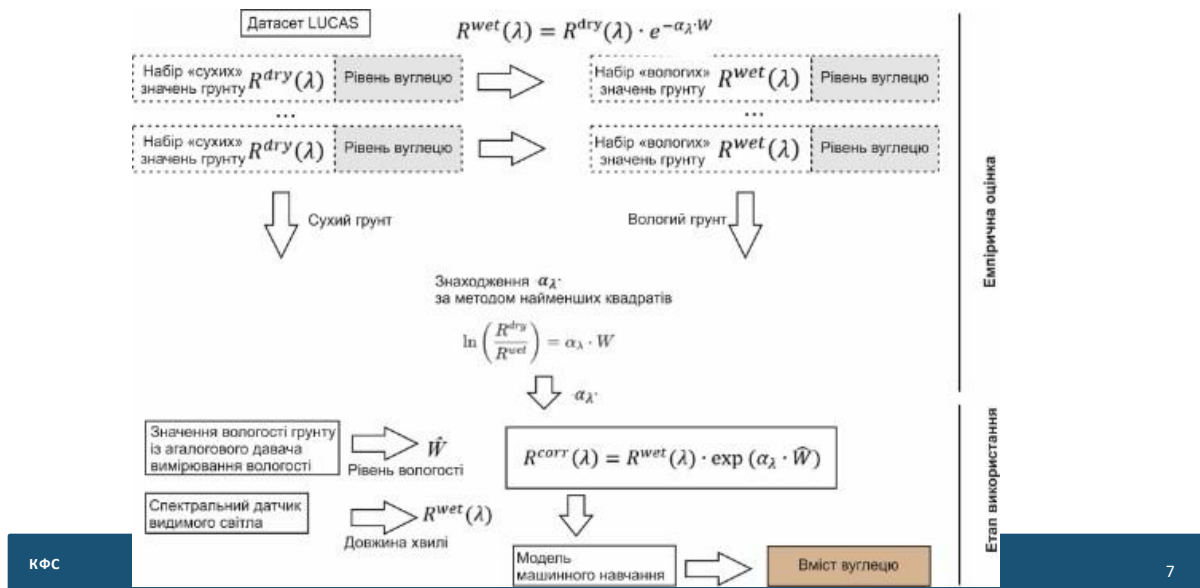 Датасет LUCAS
R^{wet}(λ) = R^{dry}(λ) · e^{-α_λ·W}
Набір «сухих»
значень грунту R^{dry}(λ)
Рівень вуглецю
Набір «вологих»
значень грунту R^{wet}(λ)
Рівень вуглецю
...
...
Набір «сухих»
значень грунту R^{dry}(λ)
Рівень вуглецю
Набір «вологих»
значень грунту R^{wet}(λ)
Рівень вуглецю
Сухий грунт
Вологий грунт
Емпірична оцінка
Знаходження α_λ·
за методом найменших квадратів
ln(R^{dry}/R^{wet}) = α_λ · W
·α_λ·
Значення вологості грунту
із агалогового давача
вимірювання вологості
Ŵ
Рівень вологості
R^{corr}(λ) = R^{wet}(λ) · exp (α_λ · Ŵ)
Спектральний датчик
видимого світла
R^{wet}(λ)
Довжина хвилі
Етап використання
Модель
машинного навчання
Вміст вуглецю
КФС
7